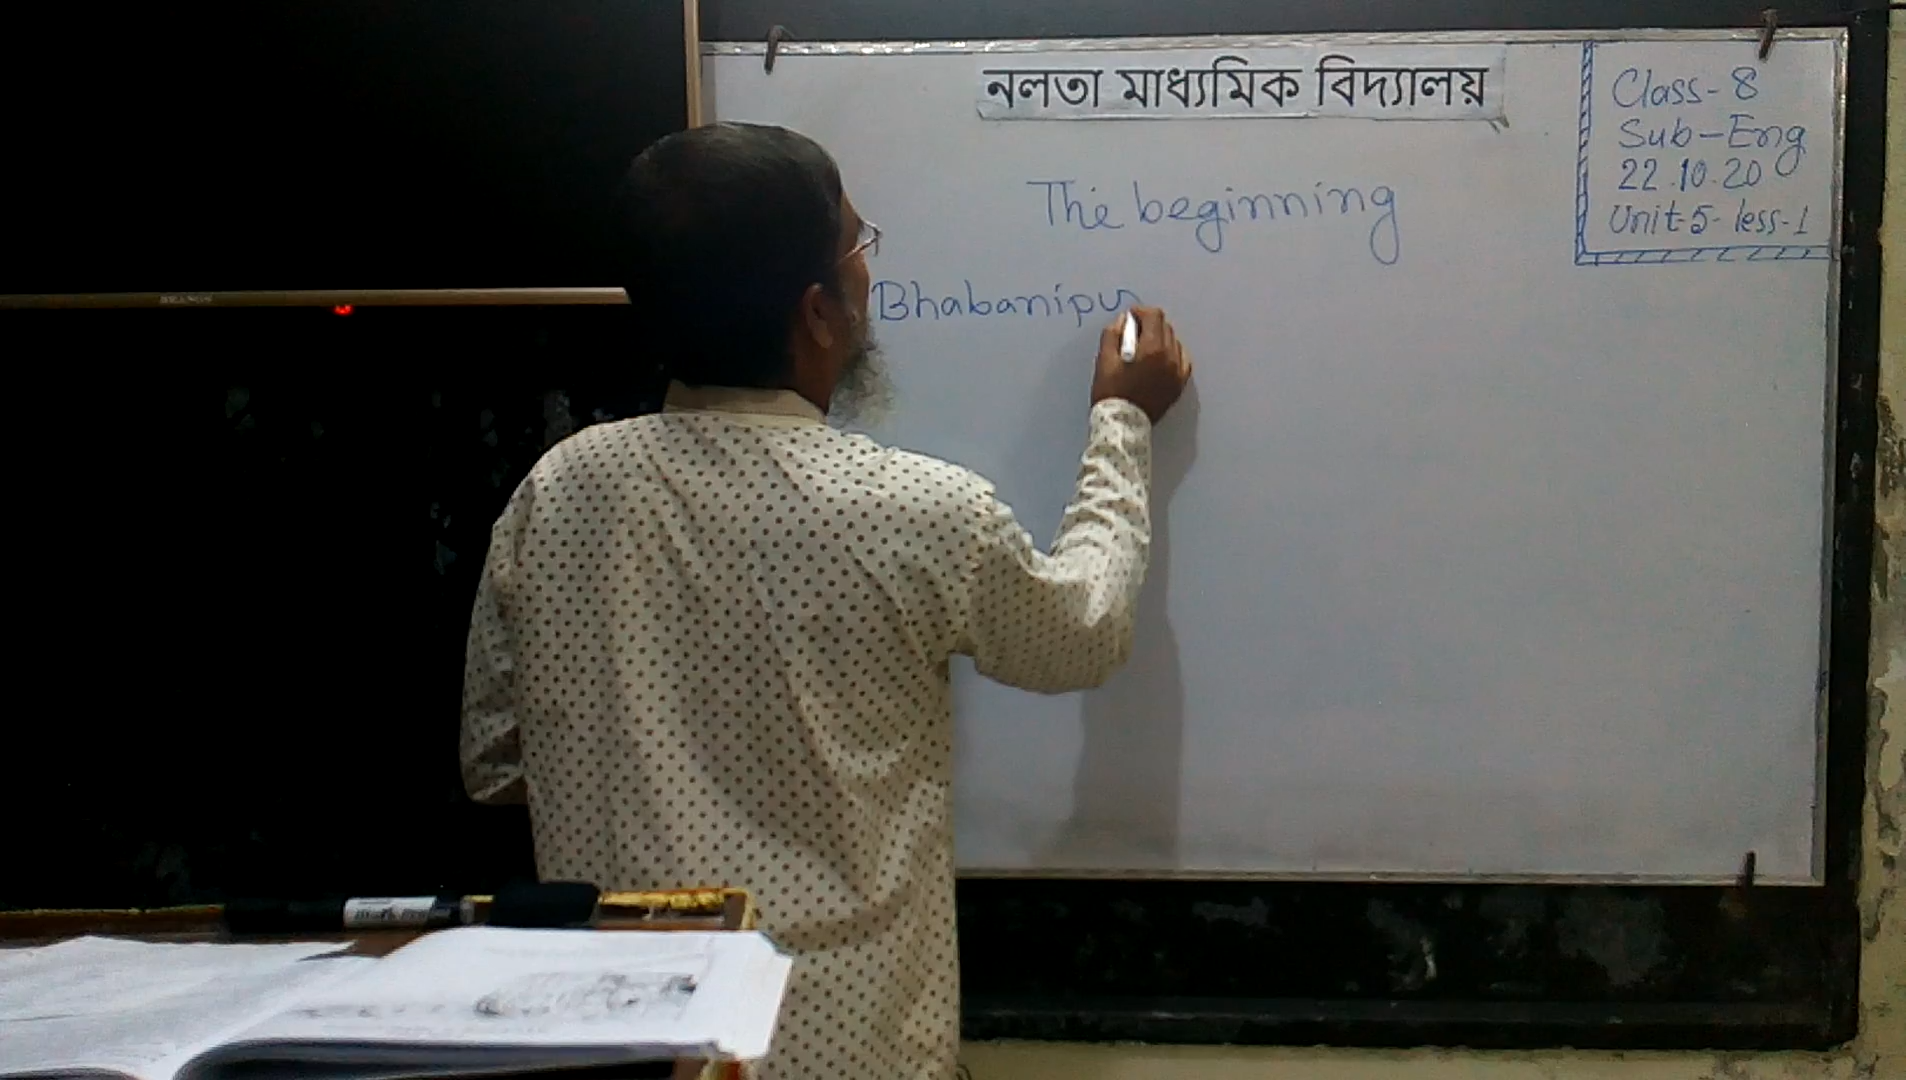 নলতা মাধ্যমিক বিদ্যালয়
Class-8
Sub-Eng
22.10.20
Unit-5-less-1
The beginning
Bhabanipur